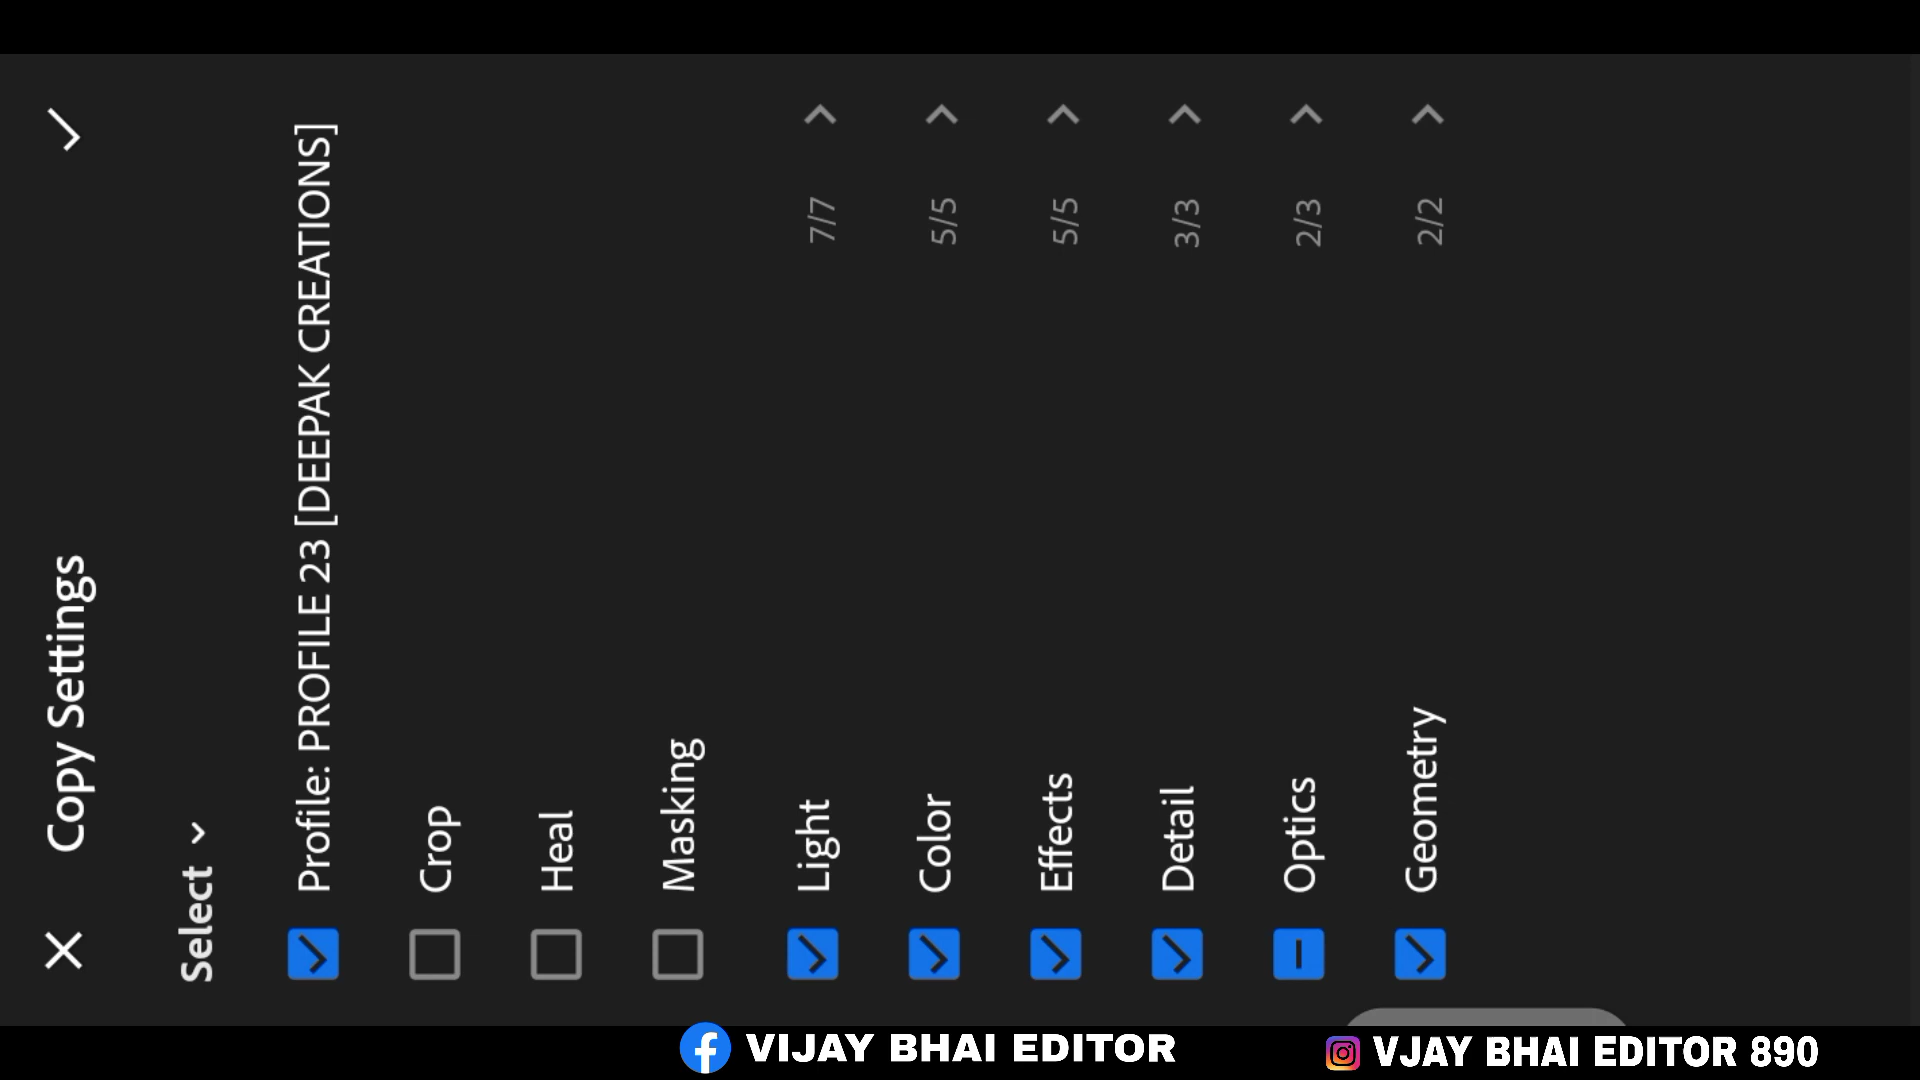 Copy Settings
Select
Profile: PROFILE 23 [DEEPAK CREATIONS]
Crop
Heal
Masking
Light 7/7
Color 5/5
Effects 5/5
Detail 3/3
Optics 2/3
Geometry 2/2
VIJAY BHAI EDITOR
VJAY BHAI EDITOR 890